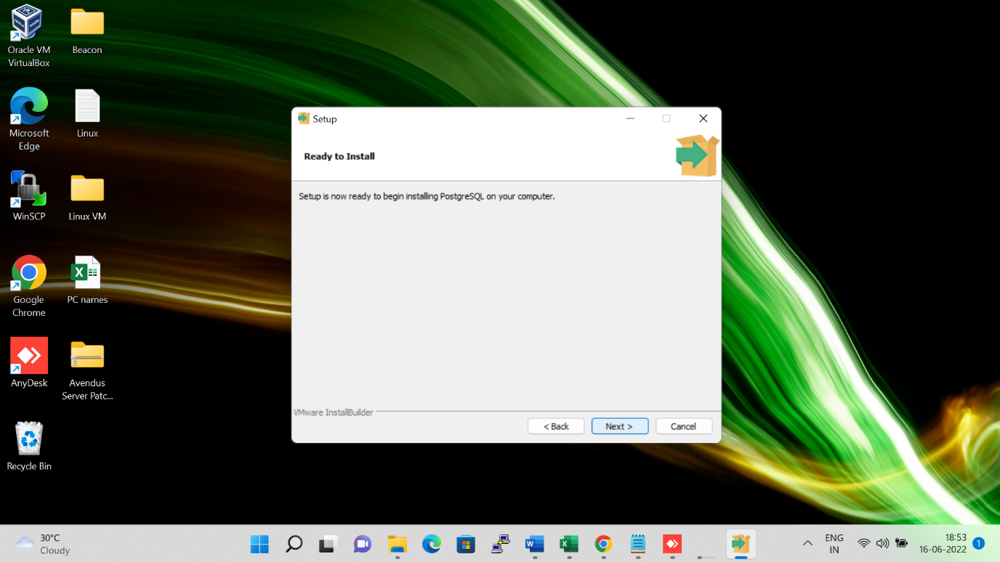 Oracle VM
VirtualBox
Beacon
Microsoft
Edge
Linux
WinSCP
Linux VM
Google
Chrome
PC names
AnyDesk
Avendus
Server Patc...
Recycle Bin
Setup
Ready to Install
Setup is now ready to begin installing PostgreSQL on your computer.
VMware InstallBuilder
< Back
Next >
Cancel
30°C
Cloudy
ENG
IN
18:53
16-06-2022
1